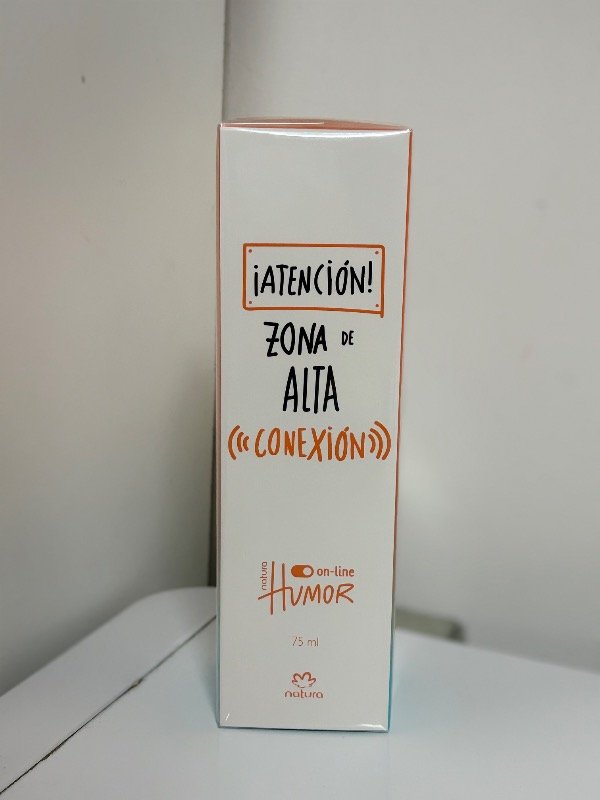 ¡ATENCIÓN!
ZONA DE
ALTA
CONEXIÓN
on-line
natura
HUMOR
75 ml
natura